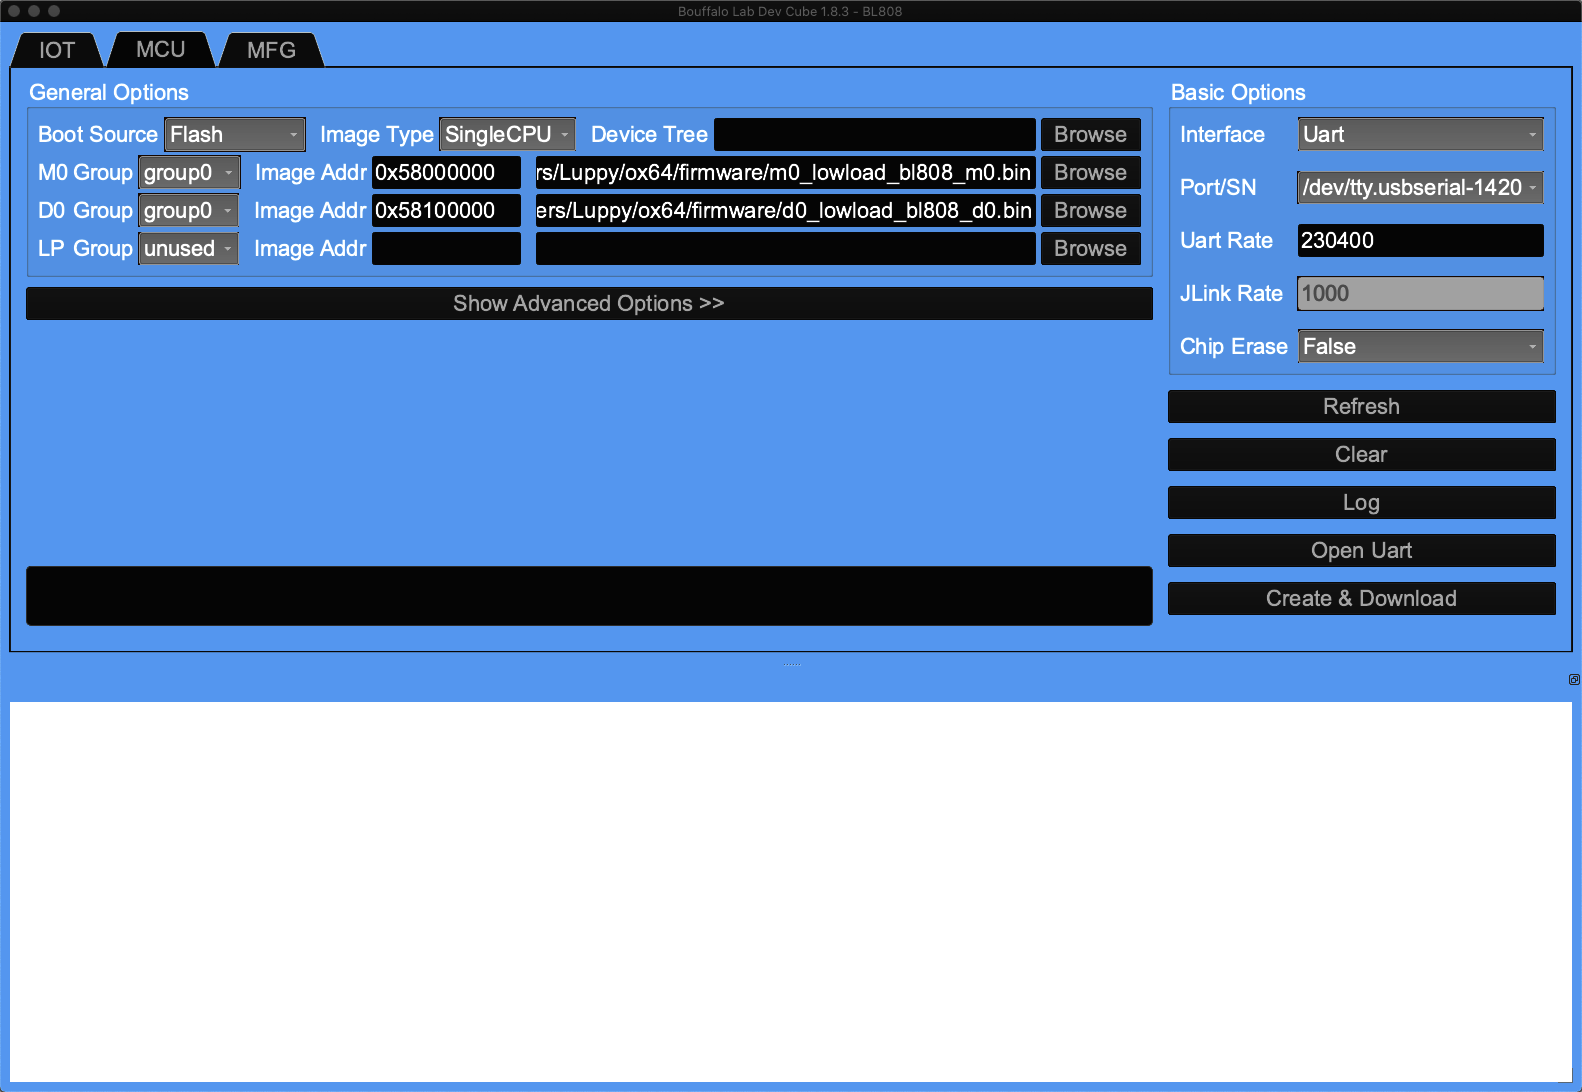 Bouffalo Lab Dev Cube 1.8.3 - BL808
IOT MCU MFG
General Options
Boot Source Flash Image Type SingleCPU Device Tree Browse
M0 Group group0 Image Addr 0x58000000 rs/Luppy/ox64/firmware/m0_lowload_bl808_m0.bin Browse
D0 Group group0 Image Addr 0x58100000 ers/Luppy/ox64/firmware/d0_lowload_bl808_d0.bin Browse
LP Group unused Image Addr Browse
Show Advanced Options >>
Basic Options
Interface Uart
Port/SN /dev/tty.usbserial-1420
Uart Rate 230400
JLink Rate 1000
Chip Erase False
Refresh
Clear
Log
Open Uart
Create & Download